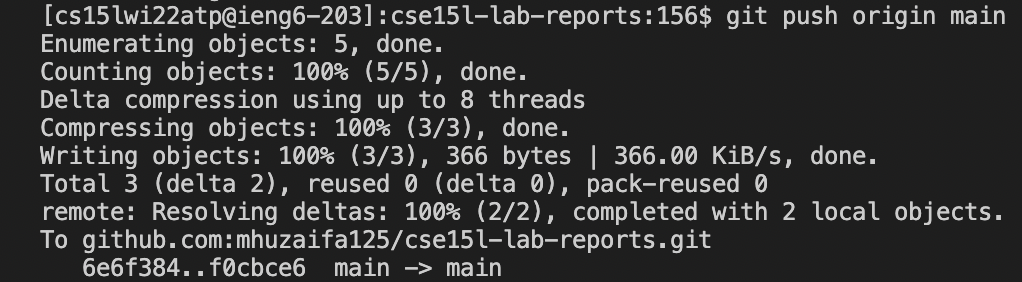 [cs15lwi22atp@ieng6-203]:cse15l-lab-reports:156$ git push origin main
Enumerating objects: 5, done.
Counting objects: 100% (5/5), done.
Delta compression using up to 8 threads
Compressing objects: 100% (3/3), done.
Writing objects: 100% (3/3), 366 bytes | 366.00 KiB/s, done.
Total 3 (delta 2), reused 0 (delta 0), pack-reused 0
remote: Resolving deltas: 100% (2/2), completed with 2 local objects.
To github.com:mhuzaifa125/cse15l-lab-reports.git
   6e6f384..f0cbce6  main -> main